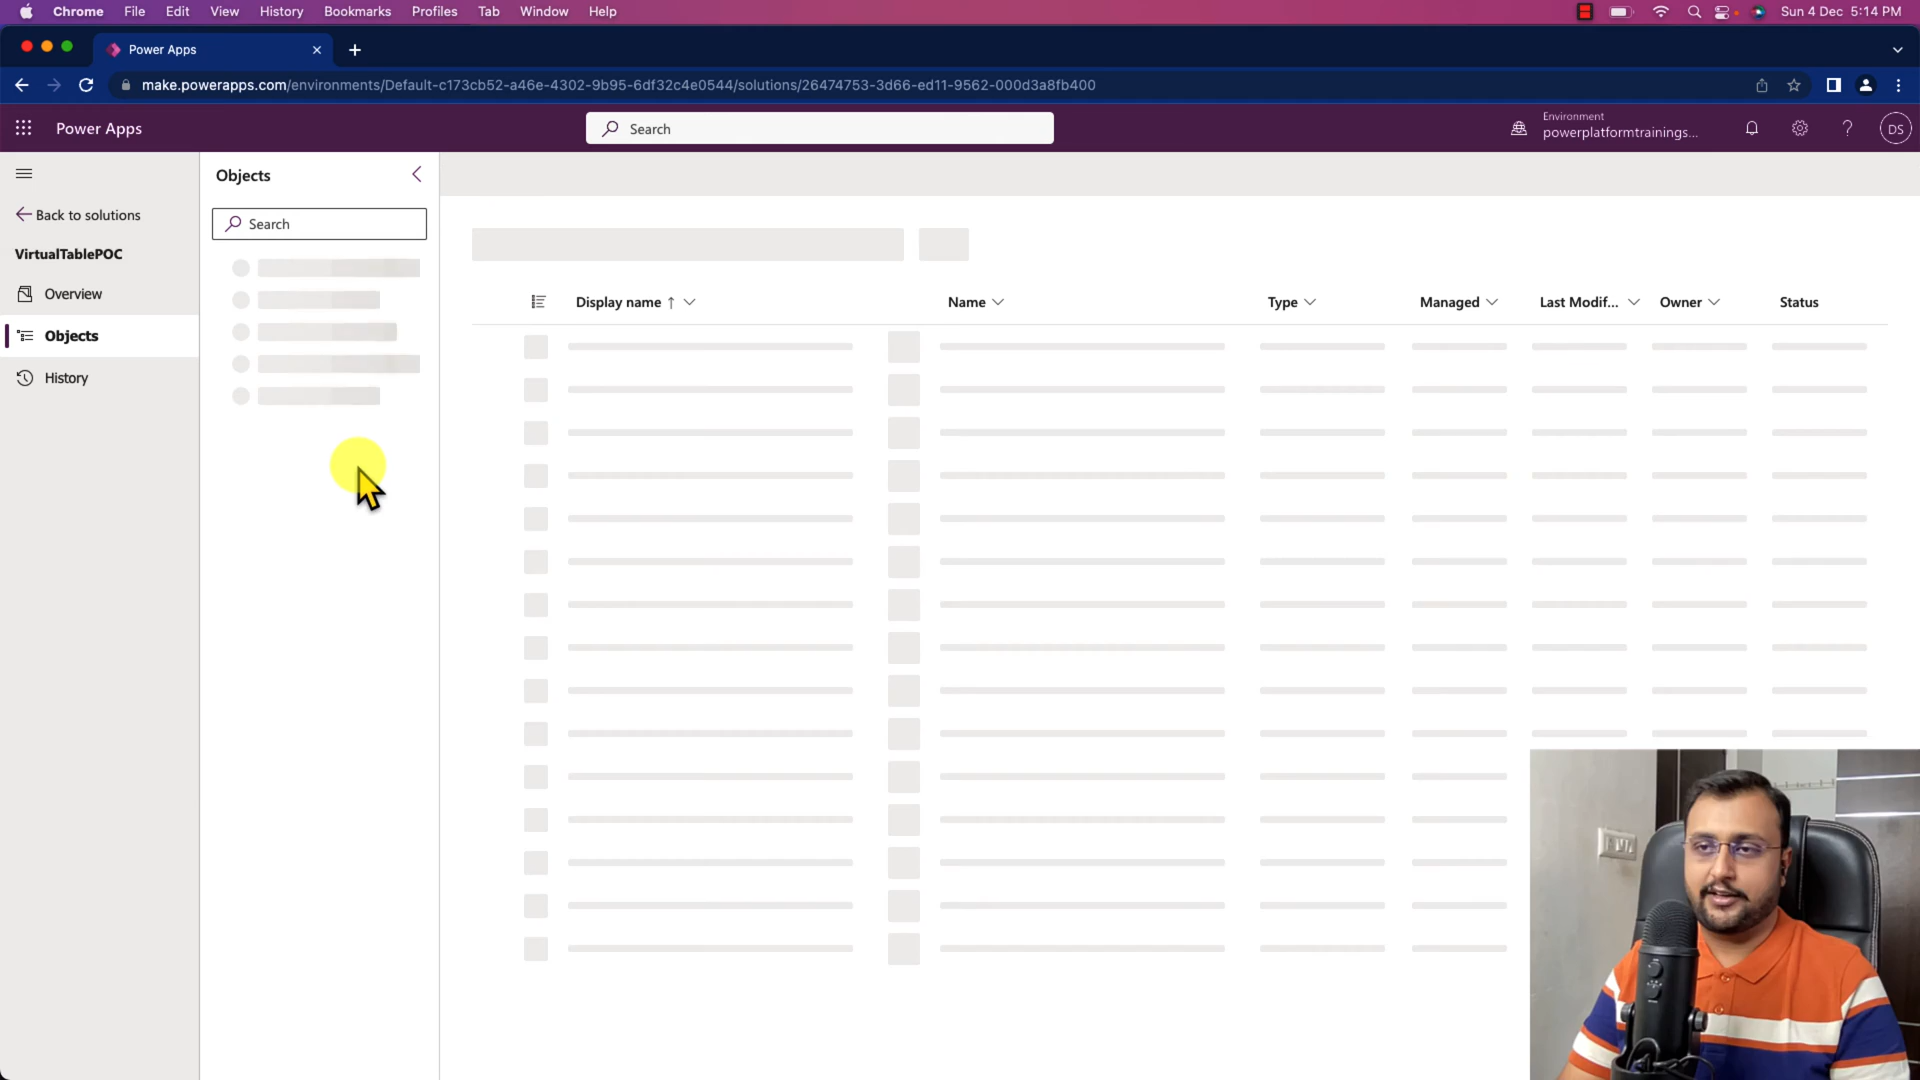 Chrome File Edit View History Bookmarks Profiles Tab Window Help Sun 4 Dec 5:14 PM
Power Apps
make.powerapps.com/environments/Default-c173cb52-a46e-4302-9b95-6df32c4e0544/solutions/26474753-3d66-ed11-9562-000d3a8fb400
Power Apps
Search
Environment
powerplatformtrainings...
?
DS
Objects
Back to solutions
Search
VirtualTablePOC
Overview
Objects
History
Display name ↑ Name Type Managed Last Modif... Owner Status